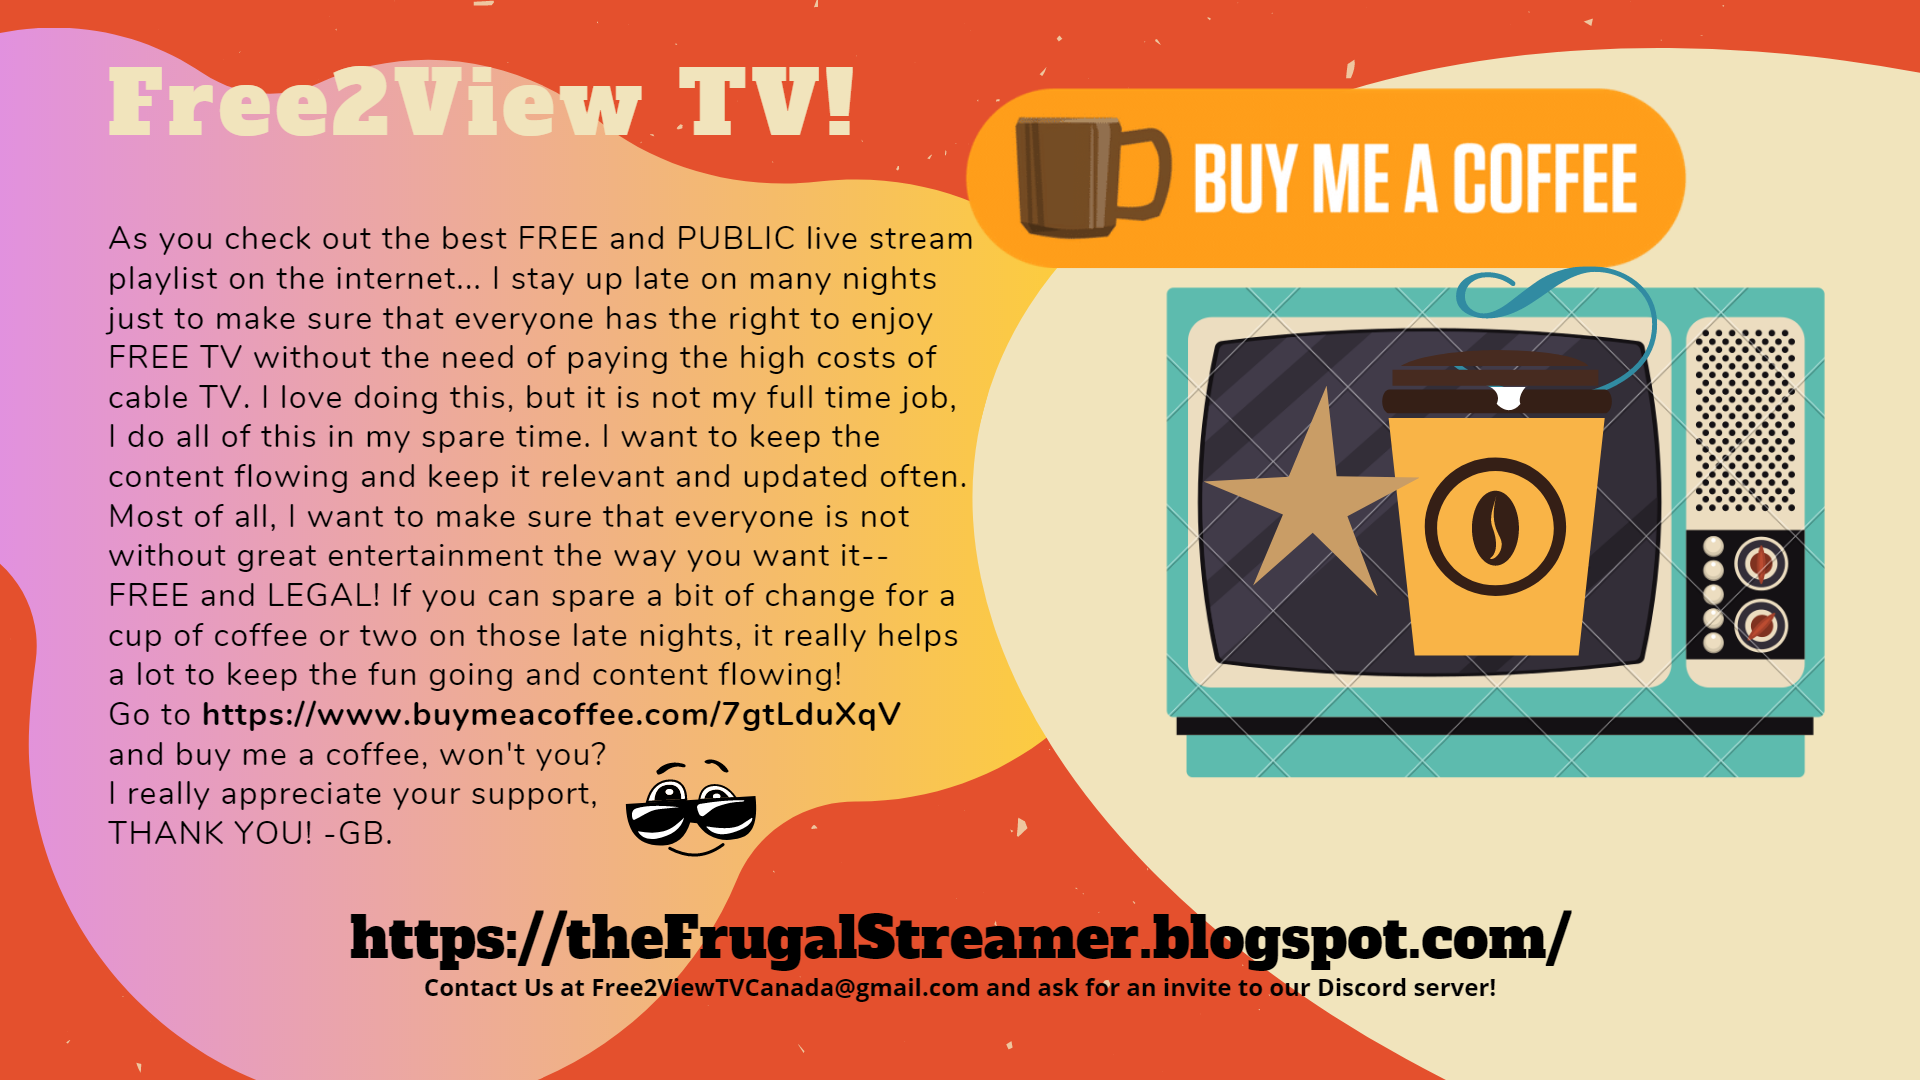 Free2View TV!
BUY ME A COFFEE
As you check out the best FREE and PUBLIC live stream
playlist on the internet... I stay up late on many nights
just to make sure that everyone has the right to enjoy
FREE TV without the need of paying the high costs of
cable TV. I love doing this, but it is not my full time job,
I do all of this in my spare time. I want to keep the
content flowing and keep it relevant and updated often.
Most of all, I want to make sure that everyone is not
without great entertainment the way you want it--
FREE and LEGAL! If you can spare a bit of change for a
cup of coffee or two on those late nights, it really helps
a lot to keep the fun going and content flowing!
Go to https://www.buymeacoffee.com/7gtLduXqV
and buy me a coffee, won't you?
I really appreciate your support,
THANK YOU! -GB.
https://theFrugalStreamer.blogspot.com/
Contact Us at Free2ViewTVCanada@gmail.com and ask for an invite to our Discord server!